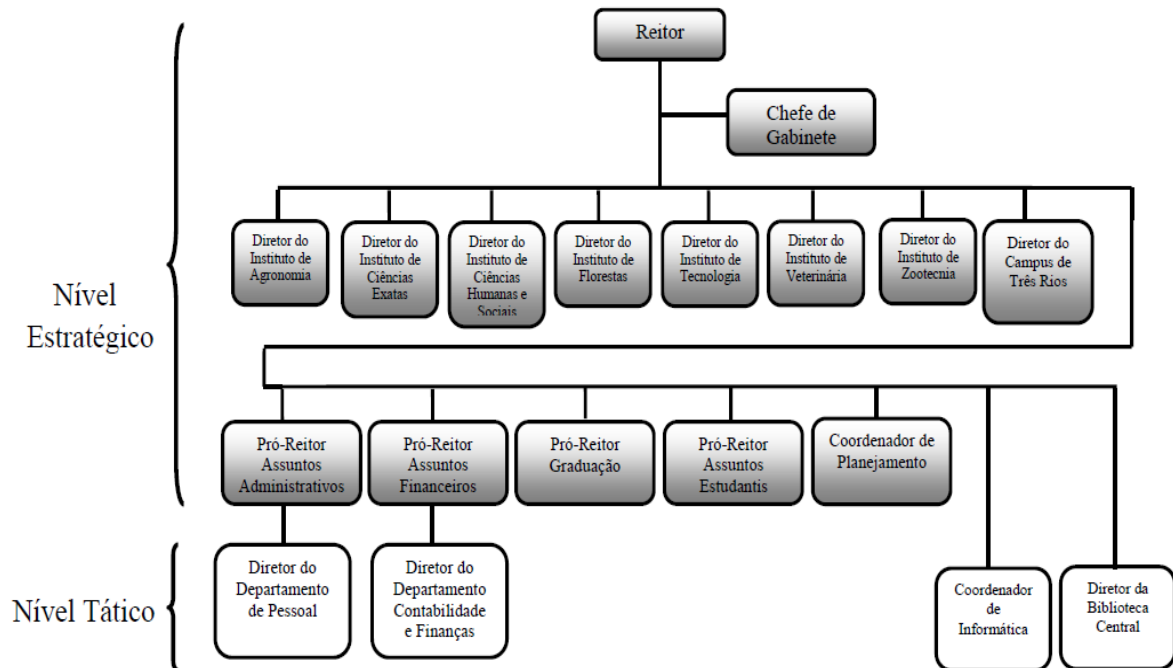 Reitor
Chefe de
Gabinete
Nível
Estratégico
Diretor do
Instituto de
Agronomia
Diretor do
Instituto de
Ciências
Exatas
Diretor do
Instituto de
Ciências
Humanas e
Sociais
Diretor do
Instituto de
Florestas
Diretor do
Instituto de
Tecnologia
Diretor do
Instituto de
Veterinária
Diretor do
Instituto de
Zootecnia
Diretor do
Campus de
Três Rios
Pró-Reitor
Assuntos
Administrativos
Pró-Reitor
Assuntos
Financeiros
Pró-Reitor
Graduação
Pró-Reitor
Assuntos
Estudantis
Coordenador de
Planejamento
Nível Tático
Diretor do
Departamento
de Pessoal
Diretor do
Departamento
Contabilidade
e Finanças
Coordenador
de
Informática
Diretor da
Biblioteca
Central